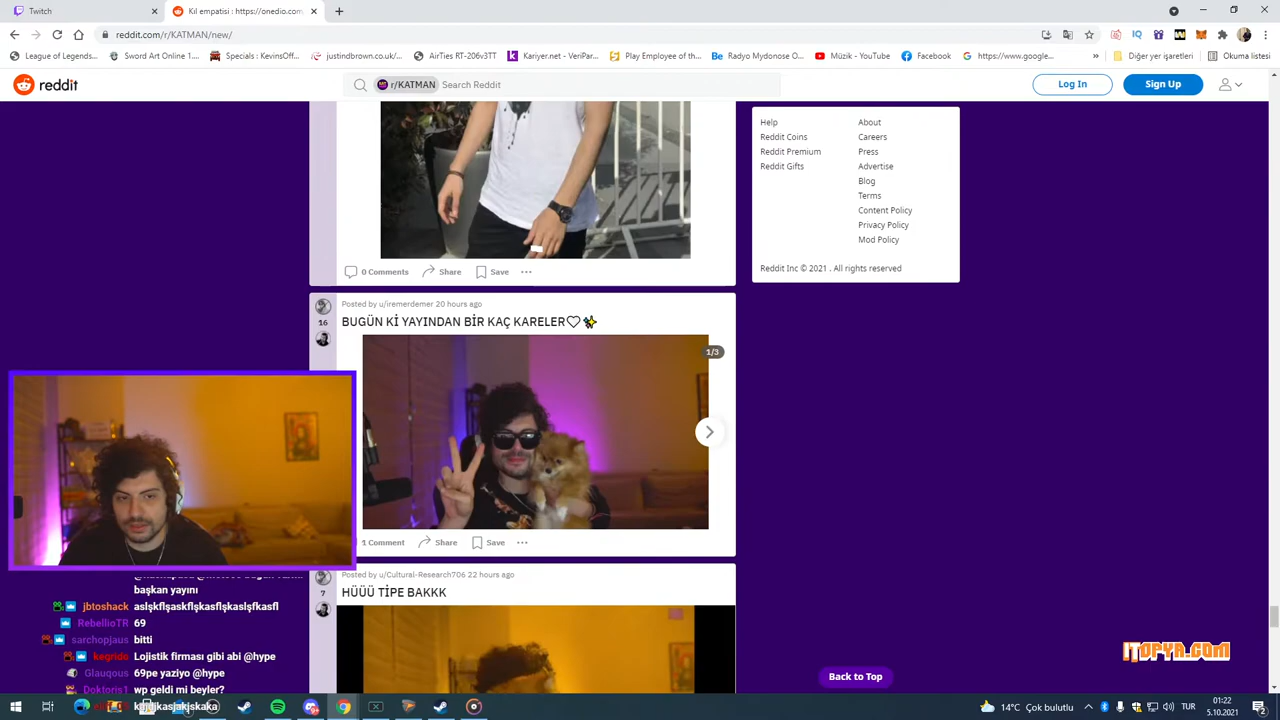 Twitch
Kıl empatisi : https://onedio.com
reddit.com/r/KATMAN/new/
League of Legends...
Sword Art Online 1...
Specials : KevinsOff...
justindbrown.co.uk/...
AirTies RT-206v3TT
Kariyer.net - VeriPar...
Play Employee of the...
Radyo Mydonose O...
Müzik - YouTube
Facebook
https://www.google...
»
Diğer yer işaretleri
Okuma listesi
reddit
r/KATMAN Search Reddit
Log In
Sign Up
Help
About
Reddit Coins
Careers
Reddit Premium
Press
Reddit Gifts
Advertise
Blog
Terms
Content Policy
Privacy Policy
Mod Policy
Reddit Inc © 2021 . All rights reserved
0 Comments
Share
Save
Posted by u/iremerdemer 20 hours ago
16
BUGÜN Kİ YAYINDAN BİR KAÇ KARELER♡✨
1/3
1 Comment
Share
Save
Posted by u/Cultural-Research706 22 hours ago
7
HÜÜÜ TİPE BAKKK
başkan yayını
jbtoshack aslşkflşaskflşkasflşkaslşfkasfl
RebellioTR 69
sarchopjaus bitti
kegrido Lojistik firması gibi abi @hype
Glauqous 69pe yaziyo @hype
Doktoris1 wp geldi mi beyler?
İTOPYA.COM
Back to Top
14°C Çok bulutlu
TUR
01:22
5.10.2021
2